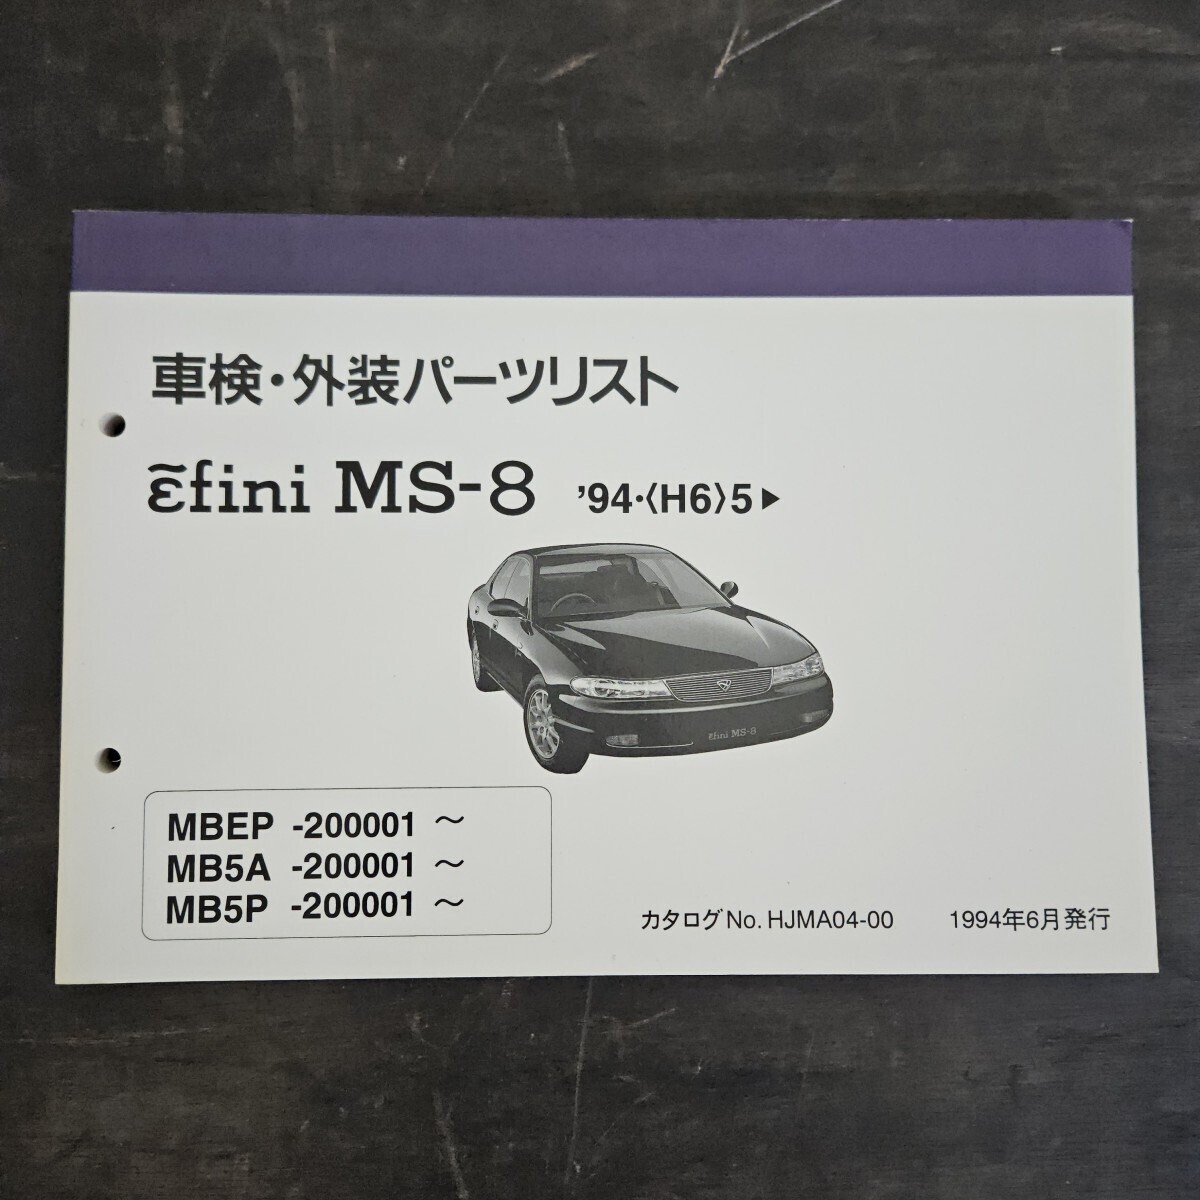 車検・外装パーツリスト
ε̃fini MS-8 ’94・〈H6〉5▶
ε̃fini MS-8
MBEP -200001 ～
MB5A -200001 ～
MB5P -200001 ～
カタログNo. HJMA04-00 1994年6月発行